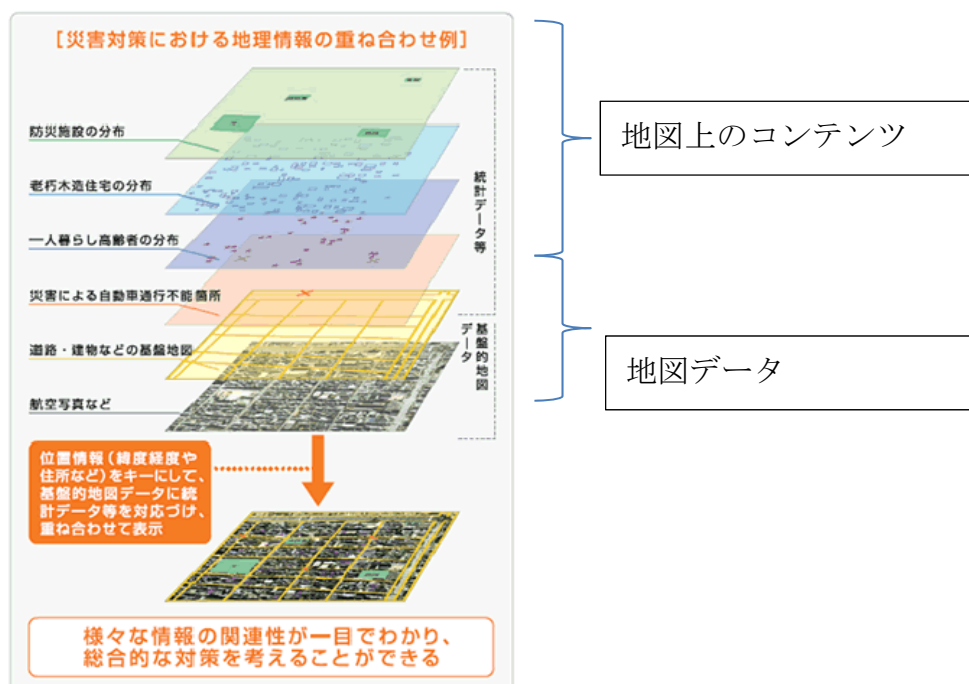 [災害対策における地理情報の重ね合わせ例]
防災施設の分布
老朽木造住宅の分布
一人暮らし高齢者の分布
災害による自動車通行不能箇所
道路・建物などの基盤地図
航空写真など
統計データ等
基盤的地図
データ
地図上のコンテンツ
地図データ
位置情報(緯度経度や
住所など)をキーにして、
基盤的地図データに統
計データ等を対応づけ、
重ね合わせて表示
様々な情報の関連性が一目でわかり、
総合的な対策を考えることができる